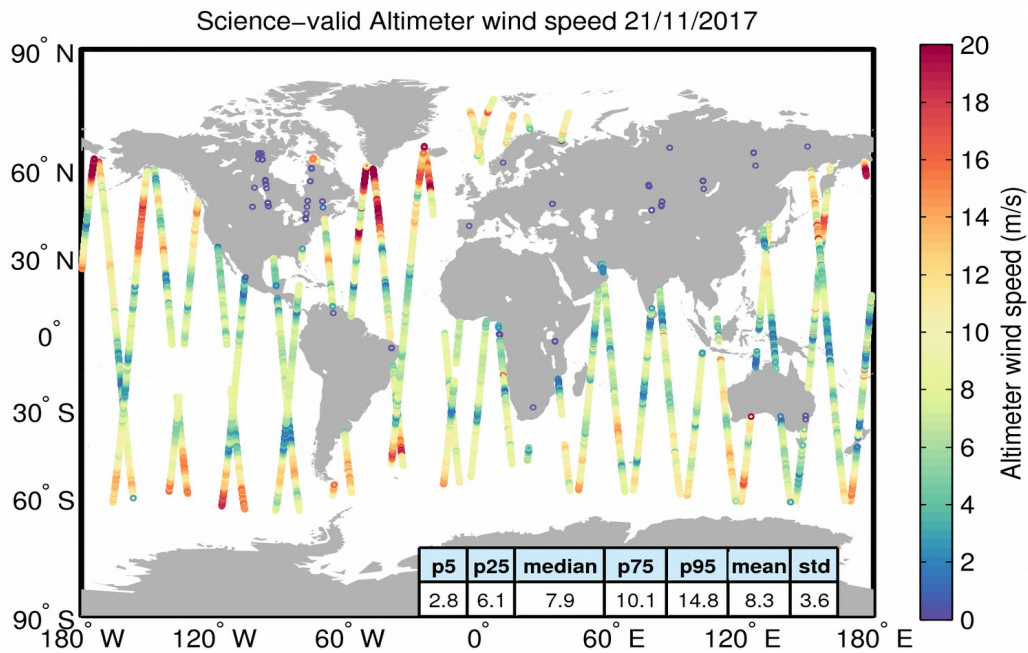 Science−valid Altimeter wind speed 21/11/2017
90° N
60° N
30° N
0°
30° S
60° S
90° S
180° W
120° W
60° W
0°
60° E
120° E
180° E
p5 p25 median p75 p95 mean std
2.8 6.1 7.9 10.1 14.8 8.3 3.6
20
18
16
14
12
10
8
6
4
2
0
Altimeter wind speed (m/s)